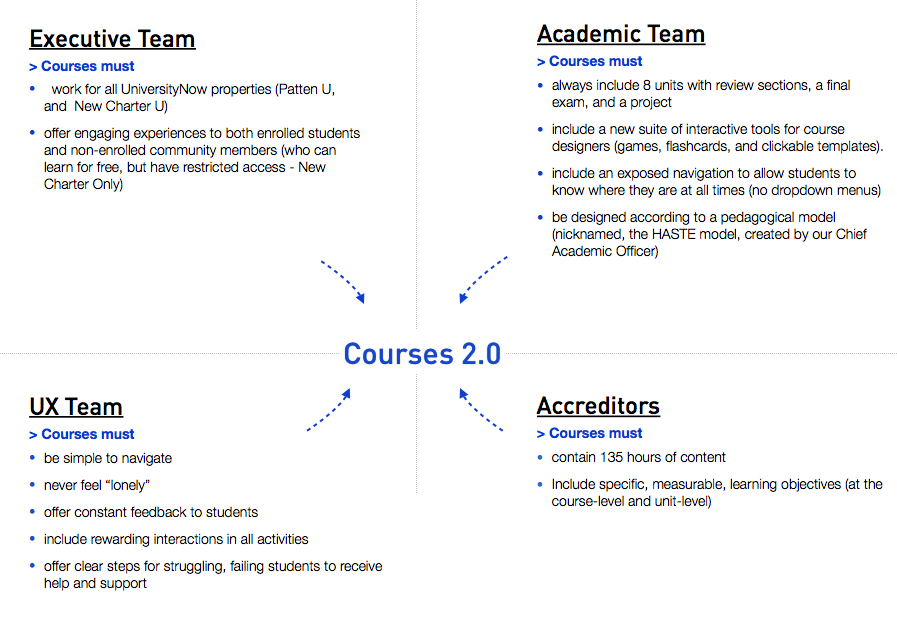 Executive Team
> Courses must
• work for all UniversityNow properties (Patten U,
and New Charter U)
• offer engaging experiences to both enrolled students
and non-enrolled community members (who can
learn for free, but have restricted access - New
Charter Only)
Academic Team
> Courses must
• always include 8 units with review sections, a final
exam, and a project
• include a new suite of interactive tools for course
designers (games, flashcards, and clickable templates).
• include an exposed navigation to allow students to
know where they are at all times (no dropdown menus)
• be designed according to a pedagogical model
(nicknamed, the HASTE model, created by our Chief
Academic Officer)
Courses 2.0
UX Team
> Courses must
• be simple to navigate
• never feel “lonely”
• offer constant feedback to students
• include rewarding interactions in all activities
• offer clear steps for struggling, failing students to receive
help and support
Accreditors
> Courses must
• contain 135 hours of content
• Include specific, measurable, learning objectives (at the
course-level and unit-level)